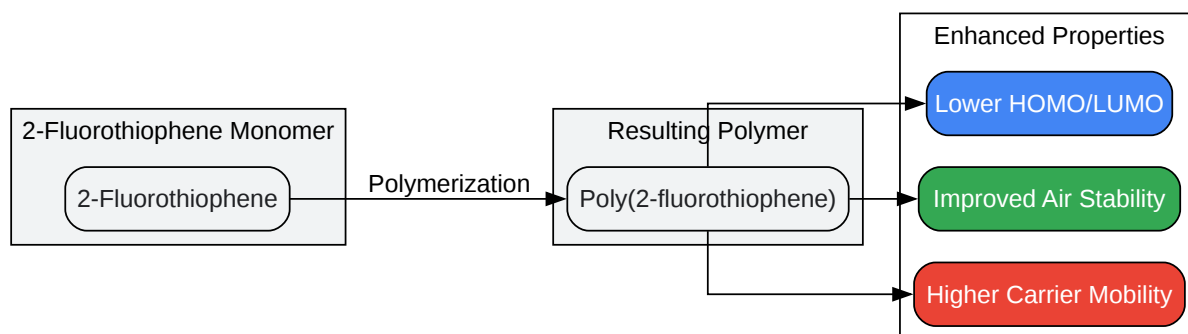 2-Fluorothiophene Monomer
2-Fluorothiophene
Polymerization
Resulting Polymer
Poly(2-fluorothiophene)
Enhanced Properties
Lower HOMO/LUMO
Improved Air Stability
Higher Carrier Mobility